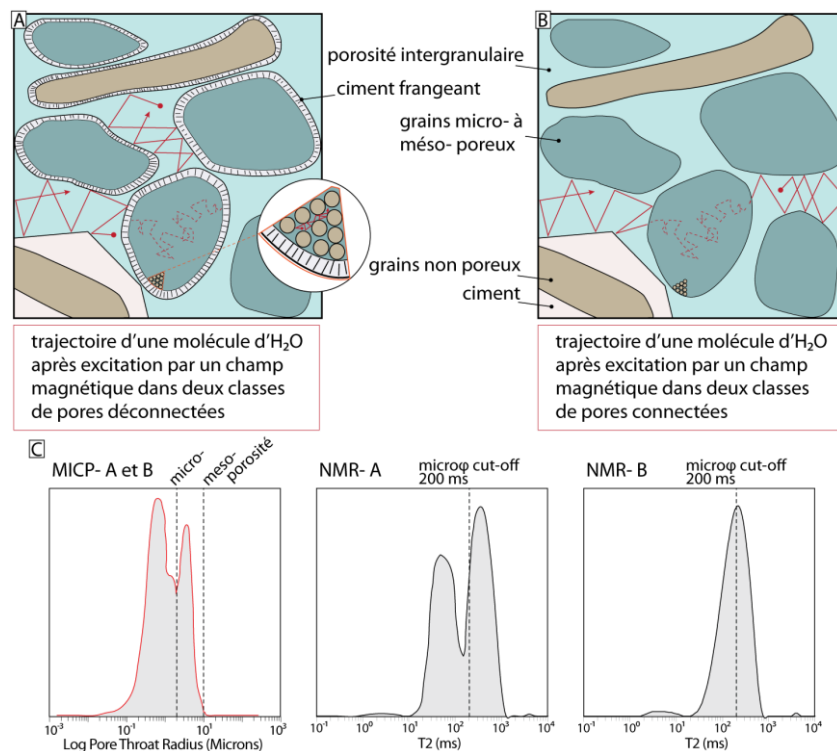 A
B
porosité intergranulaire
ciment frangeant
grains micro- à
méso- poreux
grains non poreux
ciment
trajectoire d'une molécule d'H₂O
après excitation par un champ
magnétique dans deux classes
de pores déconnectées
trajectoire d'une molécule d'H₂O
après excitation par un champ
magnétique dans deux classes
de pores connectées
C
MICP- A et B
micro-
meso-
porosité
NMR- A
microφ cut-off
200 ms
NMR- B
microφ cut-off
200 ms
10⁻³ 10⁻¹ 10¹ 10³
Log Pore Throat Radius (Microns)
10⁻¹ 10⁰ 10¹ 10² 10³ 10⁴
T2 (ms)
10⁻¹ 10⁰ 10¹ 10² 10³ 10⁴
T2 (ms)